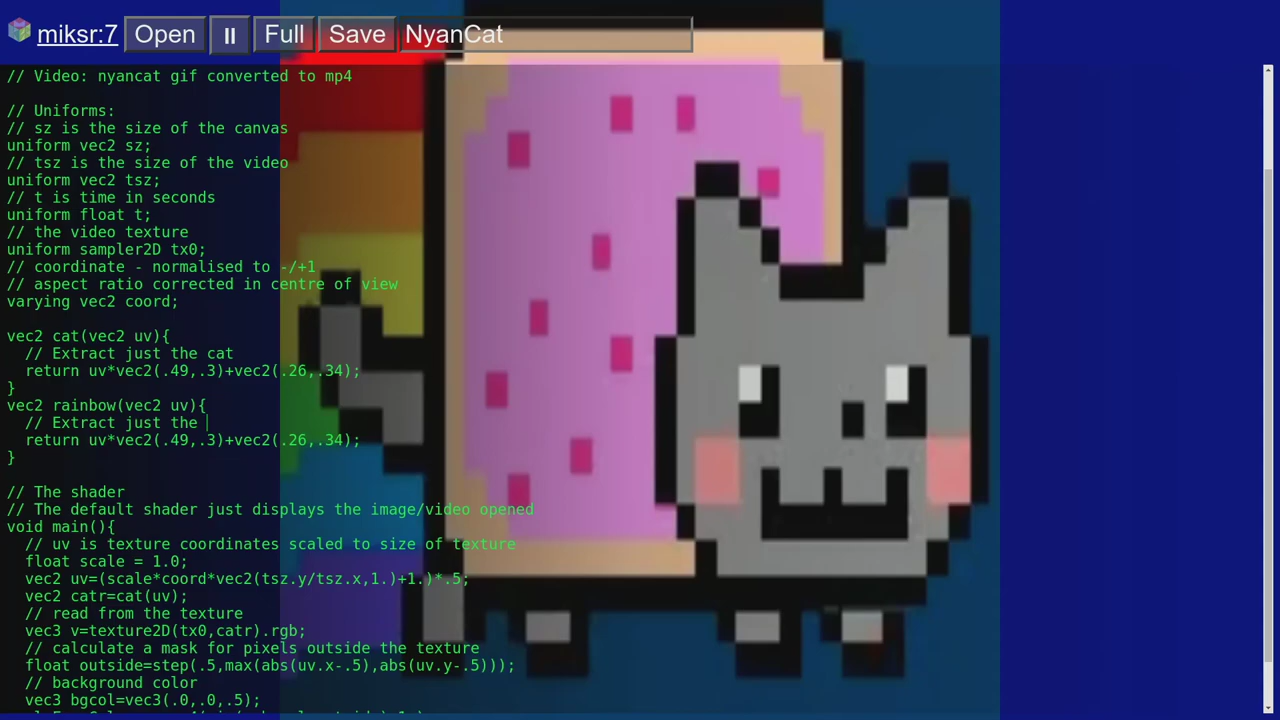 miksr:7 Open Full Save NyanCat
// Video: nyancat gif converted to mp4
// Uniforms:
// sz is the size of the canvas
uniform vec2 sz;
// tsz is the size of the video
uniform vec2 tsz;
// t is time in seconds
uniform float t;
// the video texture
uniform sampler2D tx0;
// coordinate - normalised to -/+1
// aspect ratio corrected in centre of view
varying vec2 coord;
vec2 cat(vec2 uv){
// Extract just the cat
return uv*vec2(.49,.3)+vec2(.26,.34);
}
vec2 rainbow(vec2 uv){
// Extract just the
return uv*vec2(.49,.3)+vec2(.26,.34);
}
// The shader
// The default shader just displays the image/video opened
void main(){
// uv is texture coordinates scaled to size of texture
float scale = 1.0;
vec2 uv=(scale*coord*vec2(tsz.y/tsz.x,1.)+1.)*.5;
vec2 catr=cat(uv);
// read from the texture
vec3 v=texture2D(tx0,catr).rgb;
// calculate a mask for pixels outside the texture
float outside=step(.5,max(abs(uv.x-.5),abs(uv.y-.5)));
// background color
vec3 bgcol=vec3(.0,.0,.5);